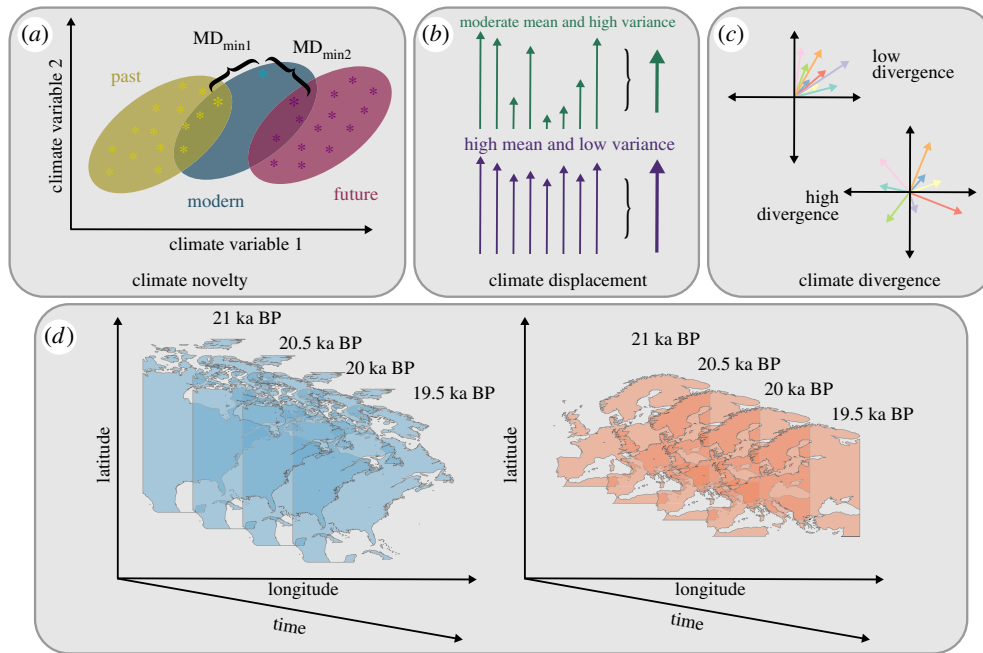 (a)
MDmin1
MDmin2
past
modern
future
climate variable 2
climate variable 1
climate novelty
(b)
moderate mean and high variance
high mean and low variance
climate displacement
(c)
low
divergence
high
divergence
climate divergence
(d)
21 ka BP
20.5 ka BP
20 ka BP
19.5 ka BP
latitude
longitude
time
21 ka BP
20.5 ka BP
20 ka BP
19.5 ka BP
latitude
longitude
time